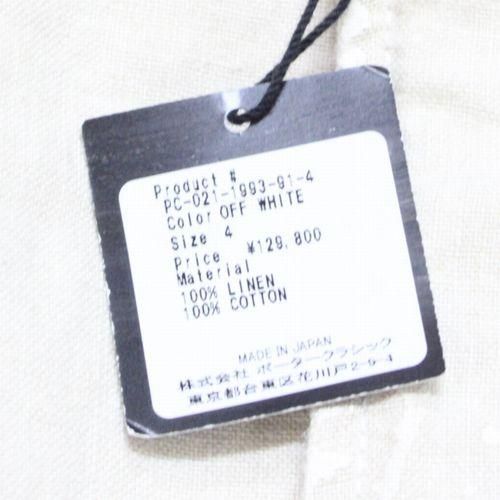 Product #
PC-021-1993-91-4
Color OFF WHITE
Size 4
Price ¥129,800
Material
100% LINEN
100% COTTON
MADE IN JAPAN
株式会社 ポータークラシック
東京都台東区花川戸2-9-4